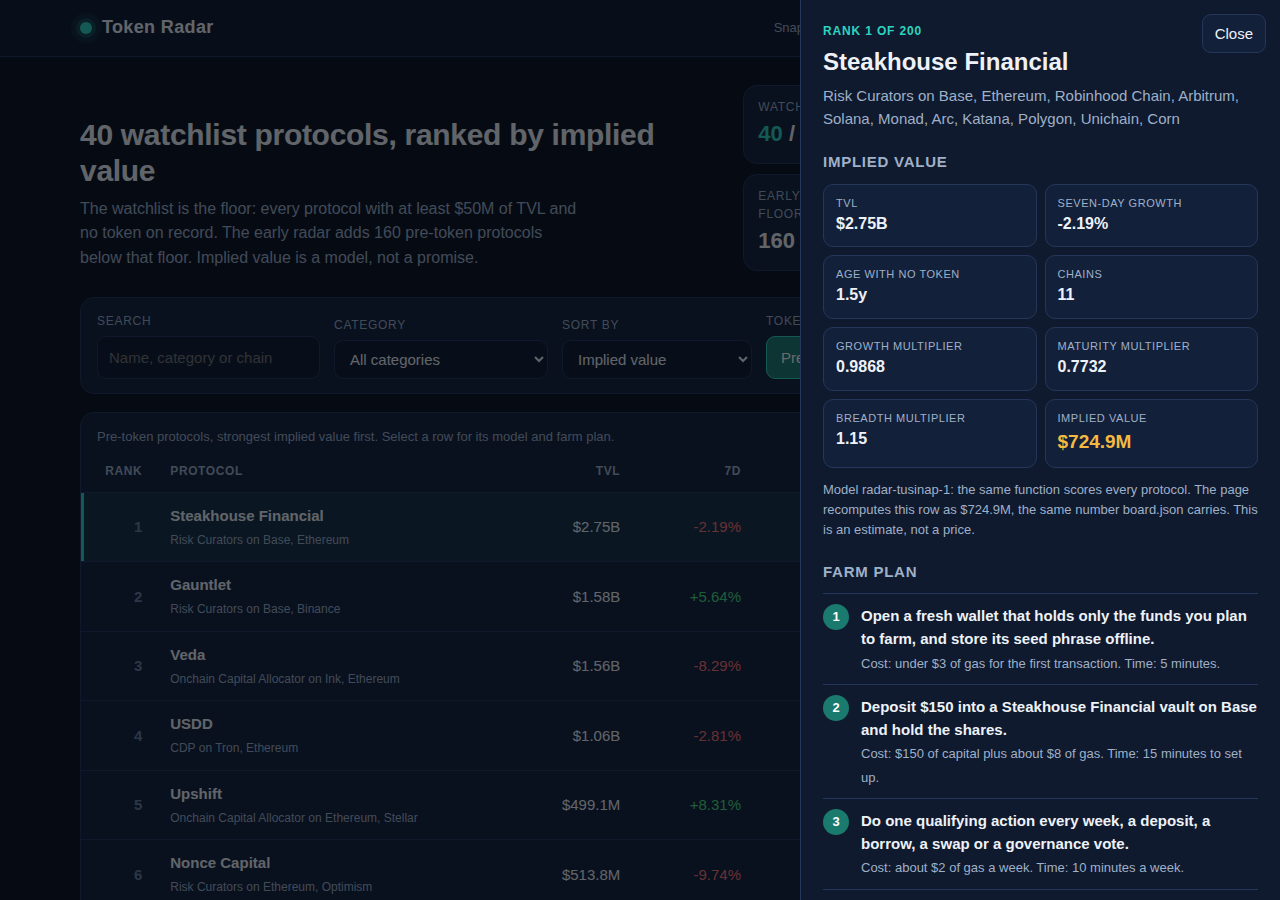 Token Radar
Snap
40 watchlist protocols, ranked by implied
value
The watchlist is the floor: every protocol with at least $50M of TVL and
no token on record. The early radar adds 160 pre-token protocols
below that floor. Implied value is a model, not a promise.
WATCH
40 /
EARLY
FLOOR
160
SEARCH
Name, category or chain
CATEGORY
All categories
SORT BY
Implied value
TOKE
Pre
Pre-token protocols, strongest implied value first. Select a row for its model and farm plan.
RANK PROTOCOL TVL 7D
1 Steakhouse Financial $2.75B -2.19%
Risk Curators on Base, Ethereum
2 Gauntlet $1.58B +5.64%
Risk Curators on Base, Binance
3 Veda $1.56B -8.29%
Onchain Capital Allocator on Ink, Ethereum
4 USDD $1.06B -2.81%
CDP on Tron, Ethereum
5 Upshift $499.1M +8.31%
Onchain Capital Allocator on Ethereum, Stellar
6 Nonce Capital $513.8M -9.74%
Risk Curators on Ethereum, Optimism
RANK 1 OF 200
Close
Steakhouse Financial
Risk Curators on Base, Ethereum, Robinhood Chain, Arbitrum,
Solana, Monad, Arc, Katana, Polygon, Unichain, Corn
IMPLIED VALUE
TVL
$2.75B
SEVEN-DAY GROWTH
-2.19%
AGE WITH NO TOKEN
1.5y
CHAINS
11
GROWTH MULTIPLIER
0.9868
MATURITY MULTIPLIER
0.7732
BREADTH MULTIPLIER
1.15
IMPLIED VALUE
$724.9M
Model radar-tusinap-1: the same function scores every protocol. The page
recomputes this row as $724.9M, the same number board.json carries. This
is an estimate, not a price.
FARM PLAN
1 Open a fresh wallet that holds only the funds you plan
to farm, and store its seed phrase offline.
Cost: under $3 of gas for the first transaction. Time: 5 minutes.
2 Deposit $150 into a Steakhouse Financial vault on Base
and hold the shares.
Cost: $150 of capital plus about $8 of gas. Time: 15 minutes to set
up.
3 Do one qualifying action every week, a deposit, a
borrow, a swap or a governance vote.
Cost: about $2 of gas a week. Time: 10 minutes a week.